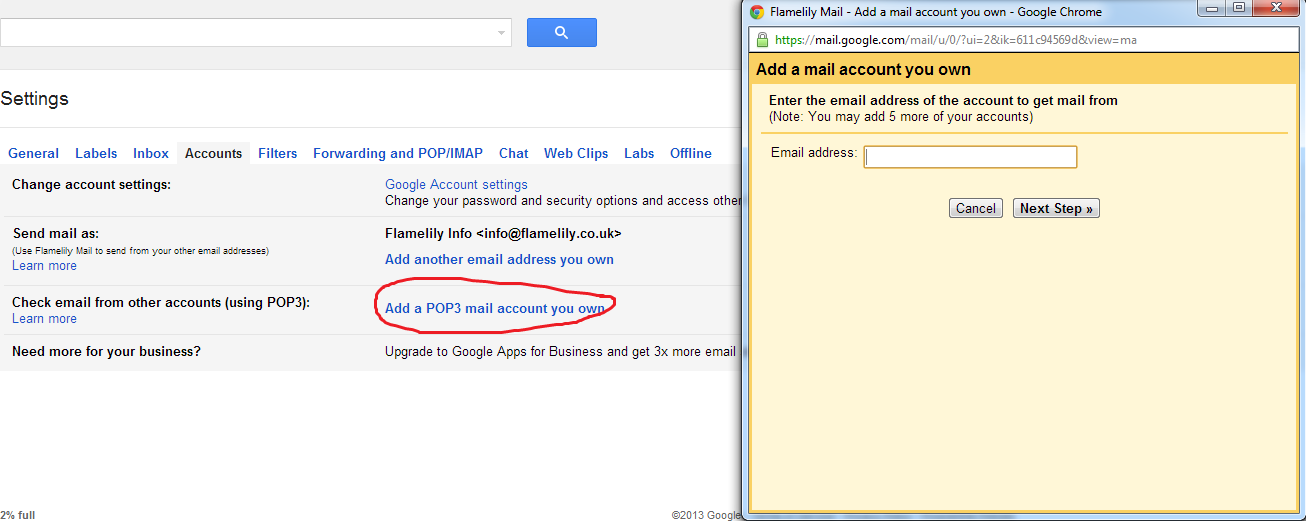 Settings
General Labels Inbox Accounts Filters Forwarding and POP/IMAP Chat Web Clips Labs Offline
Change account settings:
Google Account settings
Change your password and security options and access other
Send mail as:
(Use Flamelily Mail to send from your other email addresses)
Learn more
Flamelily Info <info@flamelily.co.uk>
Add another email address you own
Check email from other accounts (using POP3):
Learn more
Add a POP3 mail account you own
Need more for your business?
Upgrade to Google Apps for Business and get 3x more email
2% full
©2013 Google
Flamelily Mail - Add a mail account you own - Google Chrome
https://mail.google.com/mail/u/0/?ui=2&ik=611c94569d&view=ma
Add a mail account you own
Enter the email address of the account to get mail from
(Note: You may add 5 more of your accounts)
Email address:
Cancel Next Step »